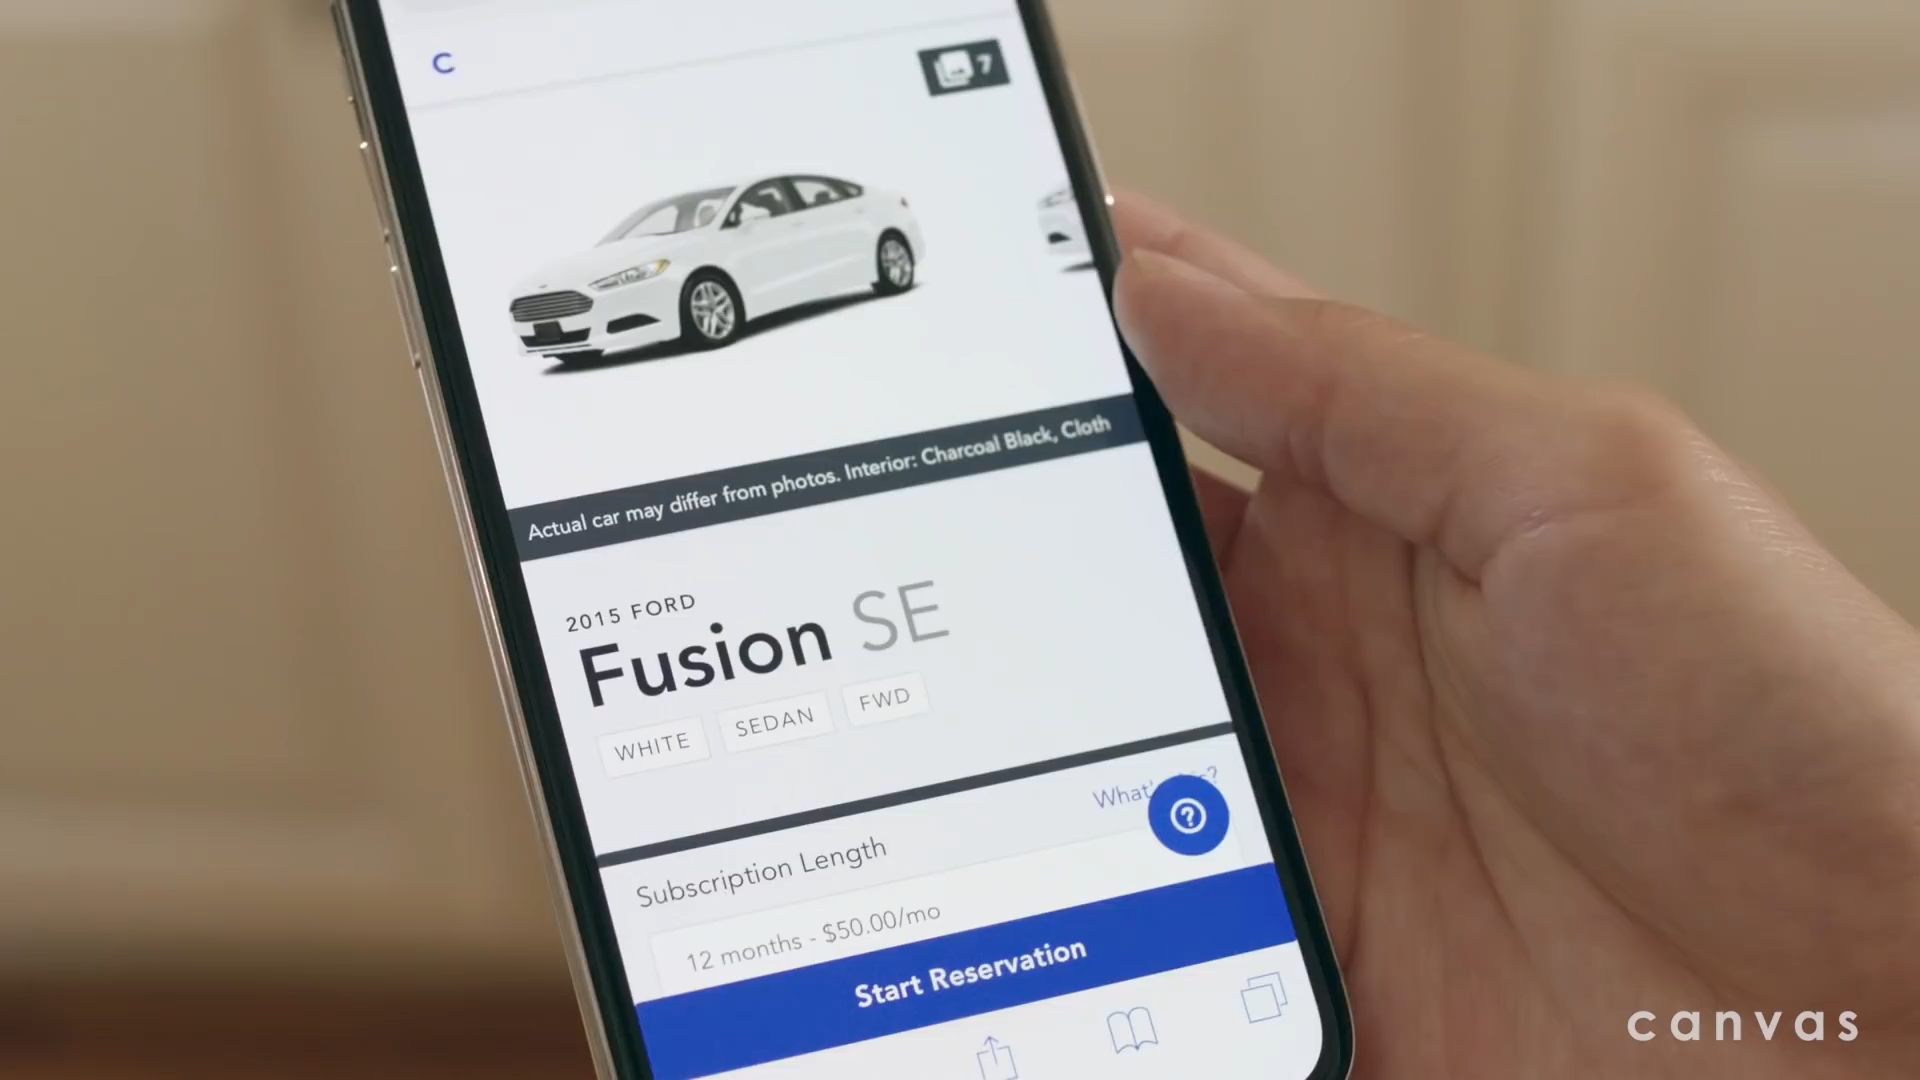 C
7
Actual car may differ from photos. Interior: Charcoal Black, Cloth
2015 FORD
Fusion SE
WHITE SEDAN FWD
What'
Subscription Length
12 months - $50.00/mo
Start Reservation
canvas